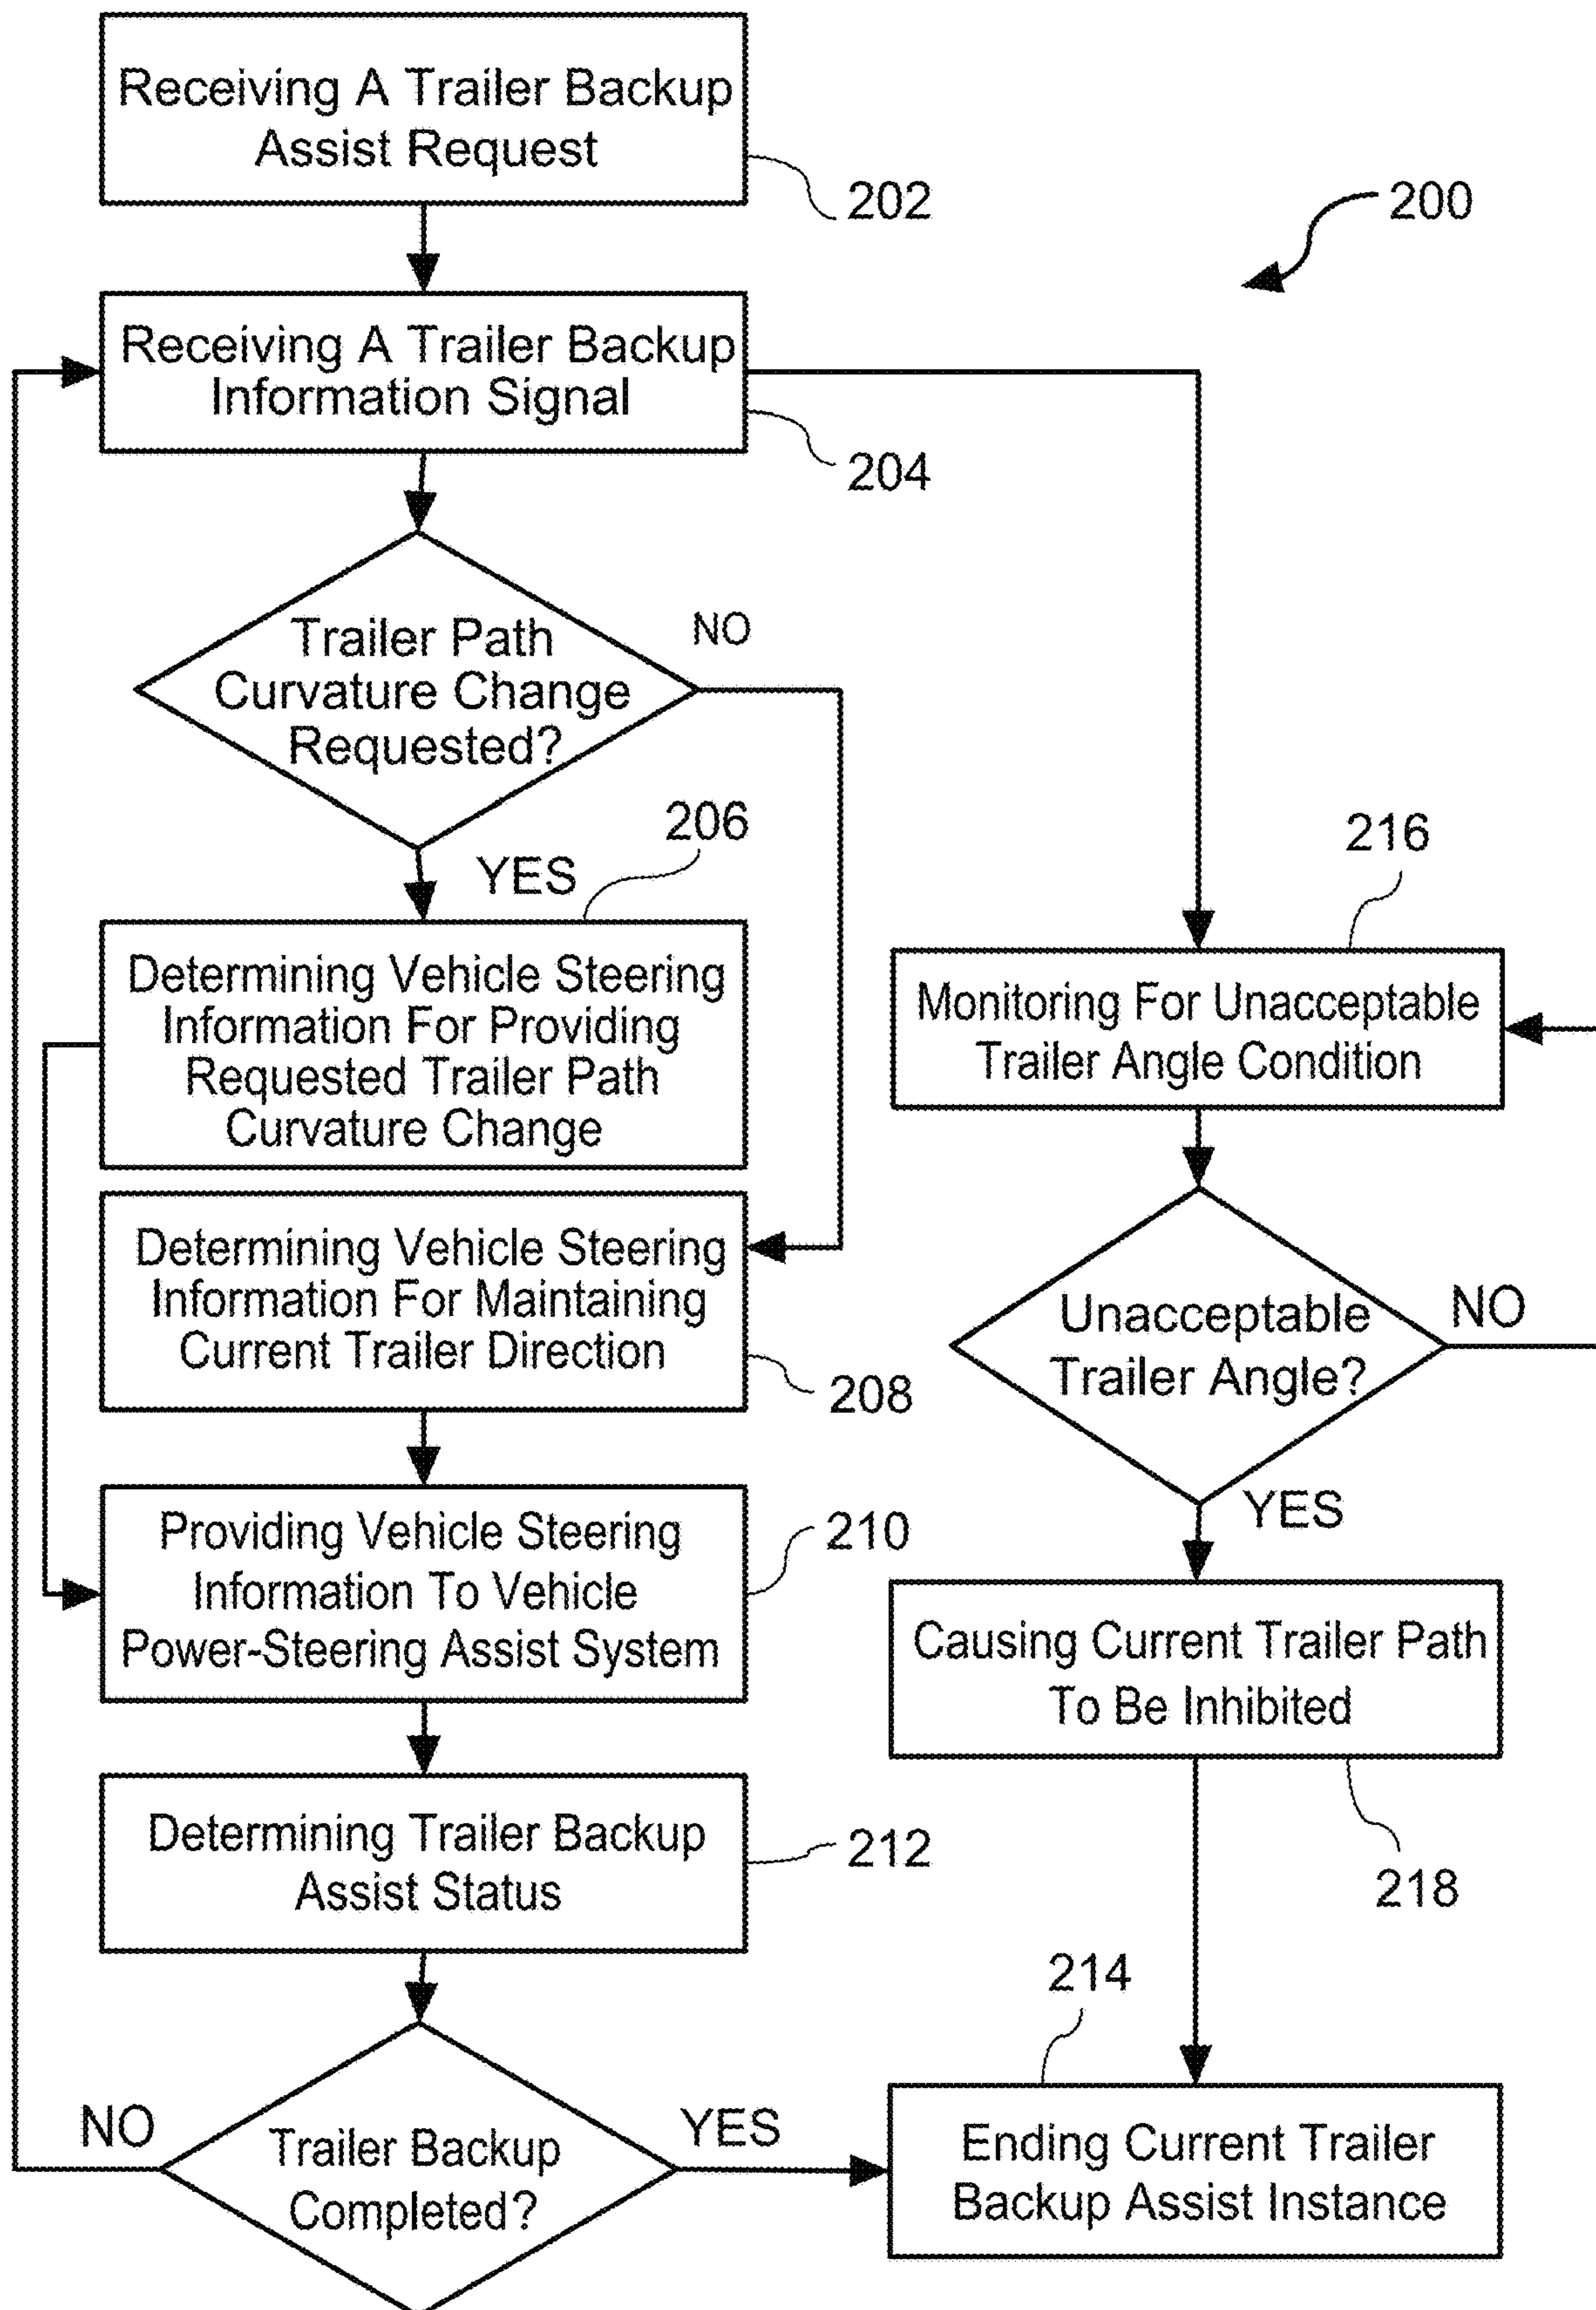 Receiving A Trailer Backup
Assist Request
202
200
Receiving A Trailer Backup
Information Signal
204
Trailer Path
Curvature Change
Requested?
NO
YES
206
Determining Vehicle Steering
Information For Providing
Requested Trailer Path
Curvature Change
Determining Vehicle Steering
Information For Maintaining
Current Trailer Direction
208
Providing Vehicle Steering
Information To Vehicle
Power-Steering Assist System
210
Determining Trailer Backup
Assist Status
212
Trailer Backup
Completed?
NO
YES
216
Monitoring For Unacceptable
Trailer Angle Condition
Unacceptable
Trailer Angle?
NO
YES
Causing Current Trailer Path
To Be Inhibited
218
214
Ending Current Trailer
Backup Assist Instance